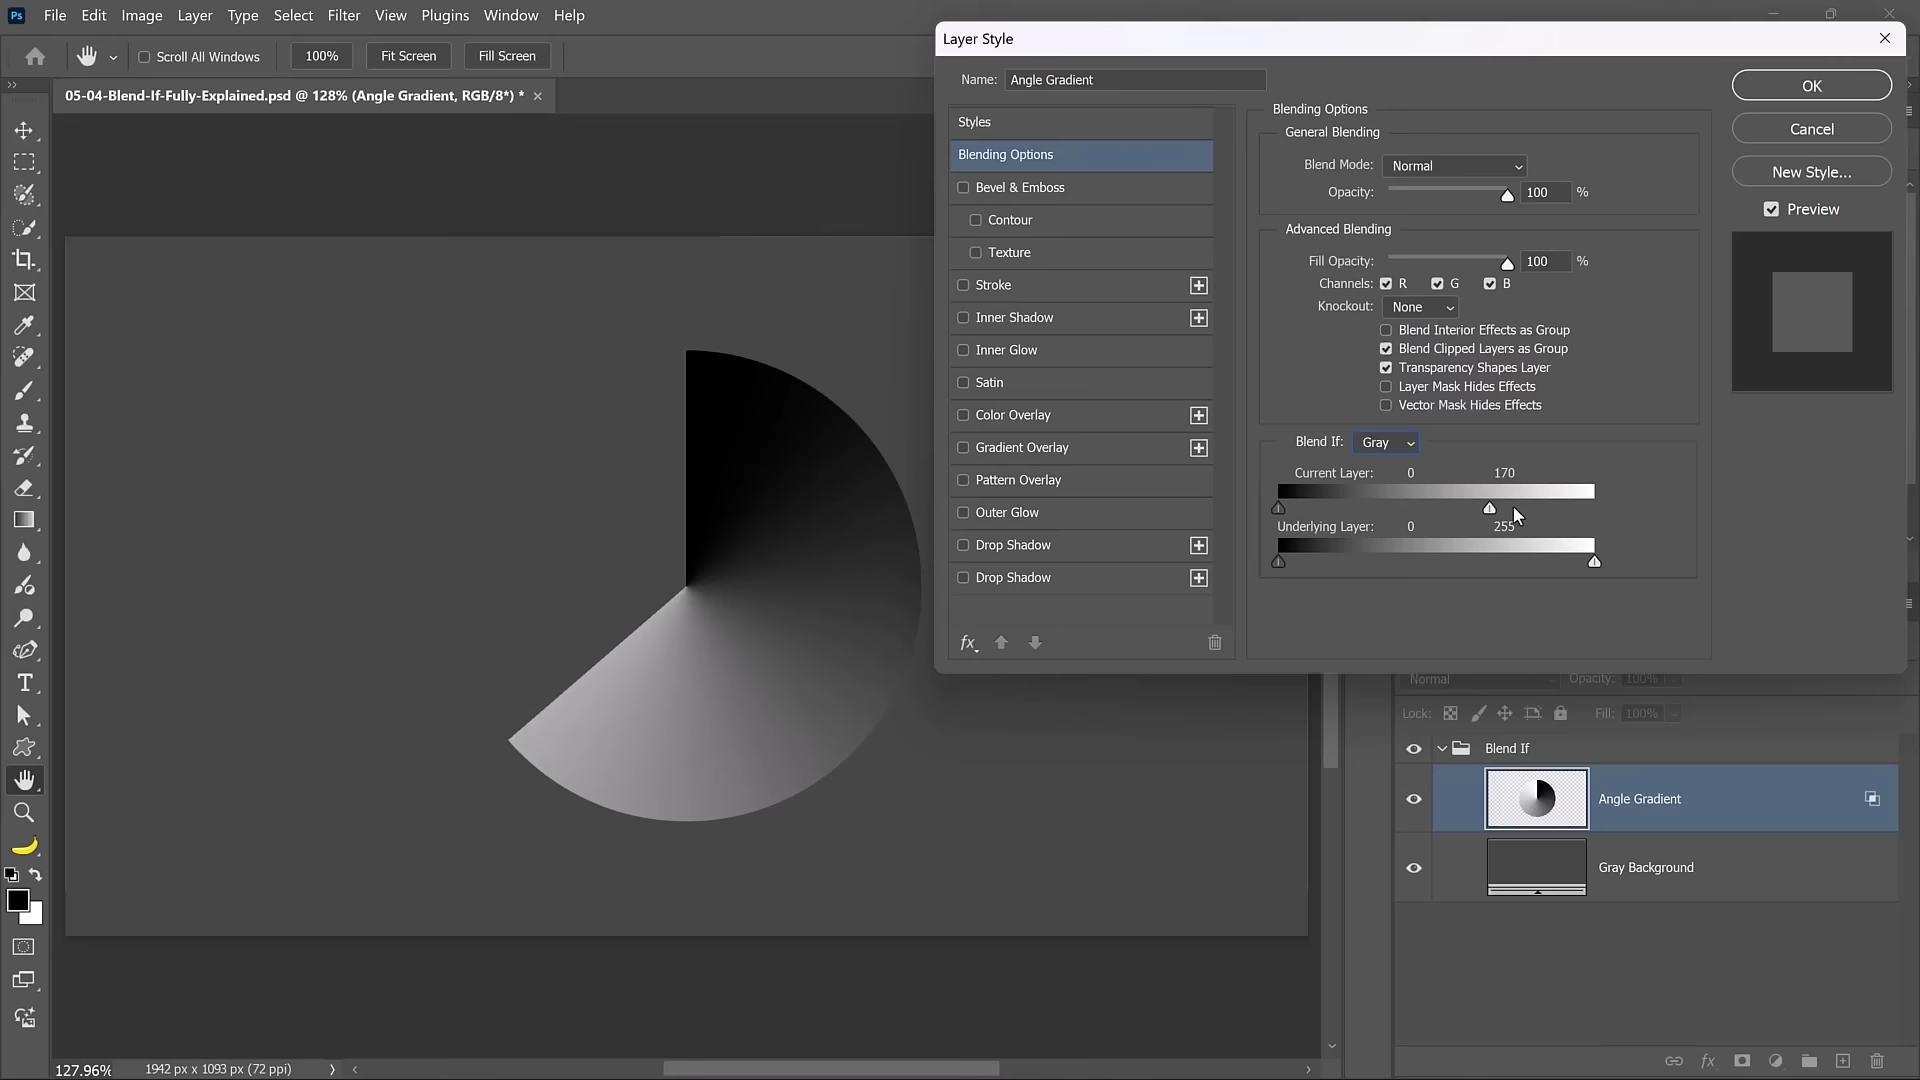 Ps File Edit Image Layer Type Select Filter View Plugins Window Help
Scroll All Windows 100% Fit Screen Fill Screen
05-04-Blend-If-Fully-Explained.psd @ 128% (Angle Gradient, RGB/8*) *
Layer Style
Name: Angle Gradient
Styles
Blending Options
Bevel & Emboss
Contour
Texture
Stroke
Inner Shadow
Inner Glow
Satin
Color Overlay
Gradient Overlay
Pattern Overlay
Outer Glow
Drop Shadow
Drop Shadow
fx
Blending Options
General Blending
Blend Mode: Normal
Opacity: 100 %
Advanced Blending
Fill Opacity: 100 %
Channels: R G B
Knockout: None
Blend Interior Effects as Group
Blend Clipped Layers as Group
Transparency Shapes Layer
Layer Mask Hides Effects
Vector Mask Hides Effects
Blend If: Gray
Current Layer: 0 170
Underlying Layer: 0 255
OK
Cancel
New Style...
Preview
Normal Opacity: 100%
Lock: Fill: 100%
Blend If
Angle Gradient
Gray Background
fx
127.96% 1942 px x 1093 px (72 ppi)